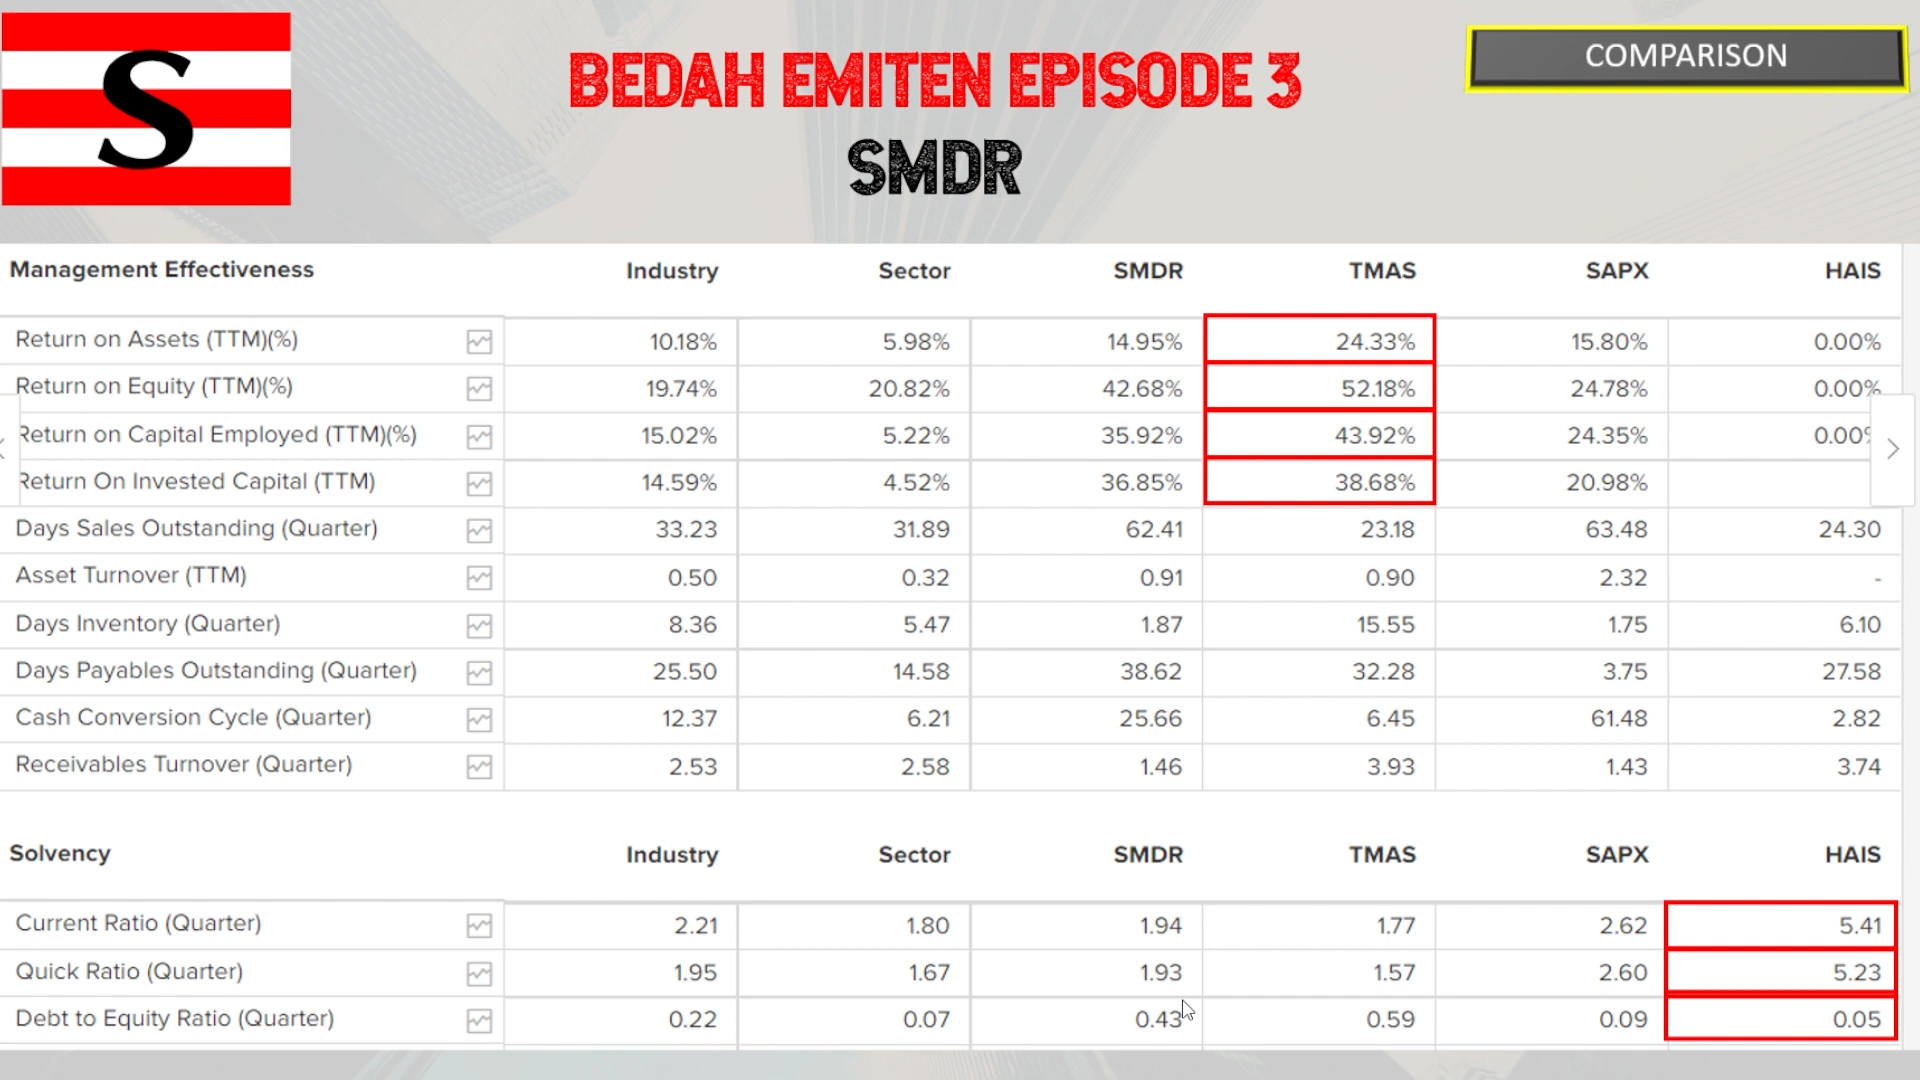 S
BEDAH EMITEN EPISODE 3
SMDR
COMPARISON
Management Effectiveness Industry Sector SMDR TMAS SAPX HAIS
Return on Assets (TTM)(%) 10.18% 5.98% 14.95% 24.33% 15.80% 0.00%
Return on Equity (TTM)(%) 19.74% 20.82% 42.68% 52.18% 24.78% 0.00%
Return on Capital Employed (TTM)(%) 15.02% 5.22% 35.92% 43.92% 24.35% 0.00%
Return On Invested Capital (TTM) 14.59% 4.52% 36.85% 38.68% 20.98%
Days Sales Outstanding (Quarter) 33.23 31.89 62.41 23.18 63.48 24.30
Asset Turnover (TTM) 0.50 0.32 0.91 0.90 2.32 -
Days Inventory (Quarter) 8.36 5.47 1.87 15.55 1.75 6.10
Days Payables Outstanding (Quarter) 25.50 14.58 38.62 32.28 3.75 27.58
Cash Conversion Cycle (Quarter) 12.37 6.21 25.66 6.45 61.48 2.82
Receivables Turnover (Quarter) 2.53 2.58 1.46 3.93 1.43 3.74
Solvency Industry Sector SMDR TMAS SAPX HAIS
Current Ratio (Quarter) 2.21 1.80 1.94 1.77 2.62 5.41
Quick Ratio (Quarter) 1.95 1.67 1.93 1.57 2.60 5.23
Debt to Equity Ratio (Quarter) 0.22 0.07 0.43 0.59 0.09 0.05